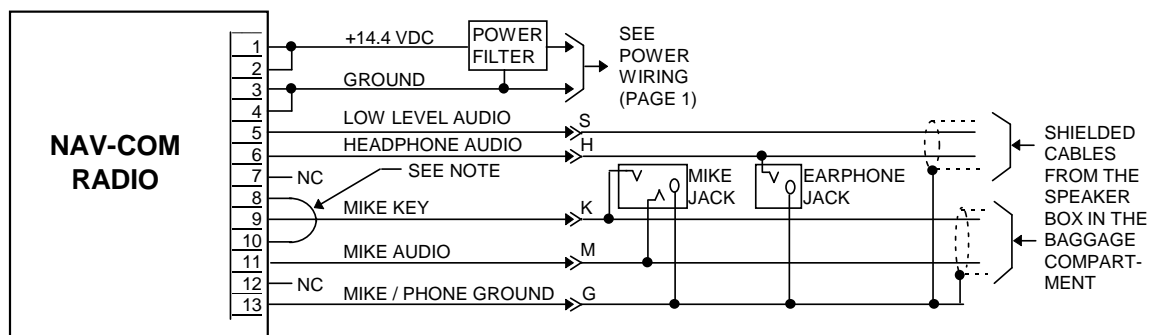 NAV-COM
RADIO
1
2
3
4
5
6
7
8
9
10
11
12
13
+14.4 VDC
POWER
FILTER
GROUND
SEE
POWER
WIRING
(PAGE 1)
LOW LEVEL AUDIO
S
HEADPHONE AUDIO
H
NC
SEE NOTE
MIKE
JACK
EARPHONE
JACK
MIKE KEY
K
MIKE AUDIO
M
NC
MIKE / PHONE GROUND
G
SHIELDED
CABLES
FROM THE
SPEAKER
BOX IN THE
BAGGAGE
COMPART-
MENT